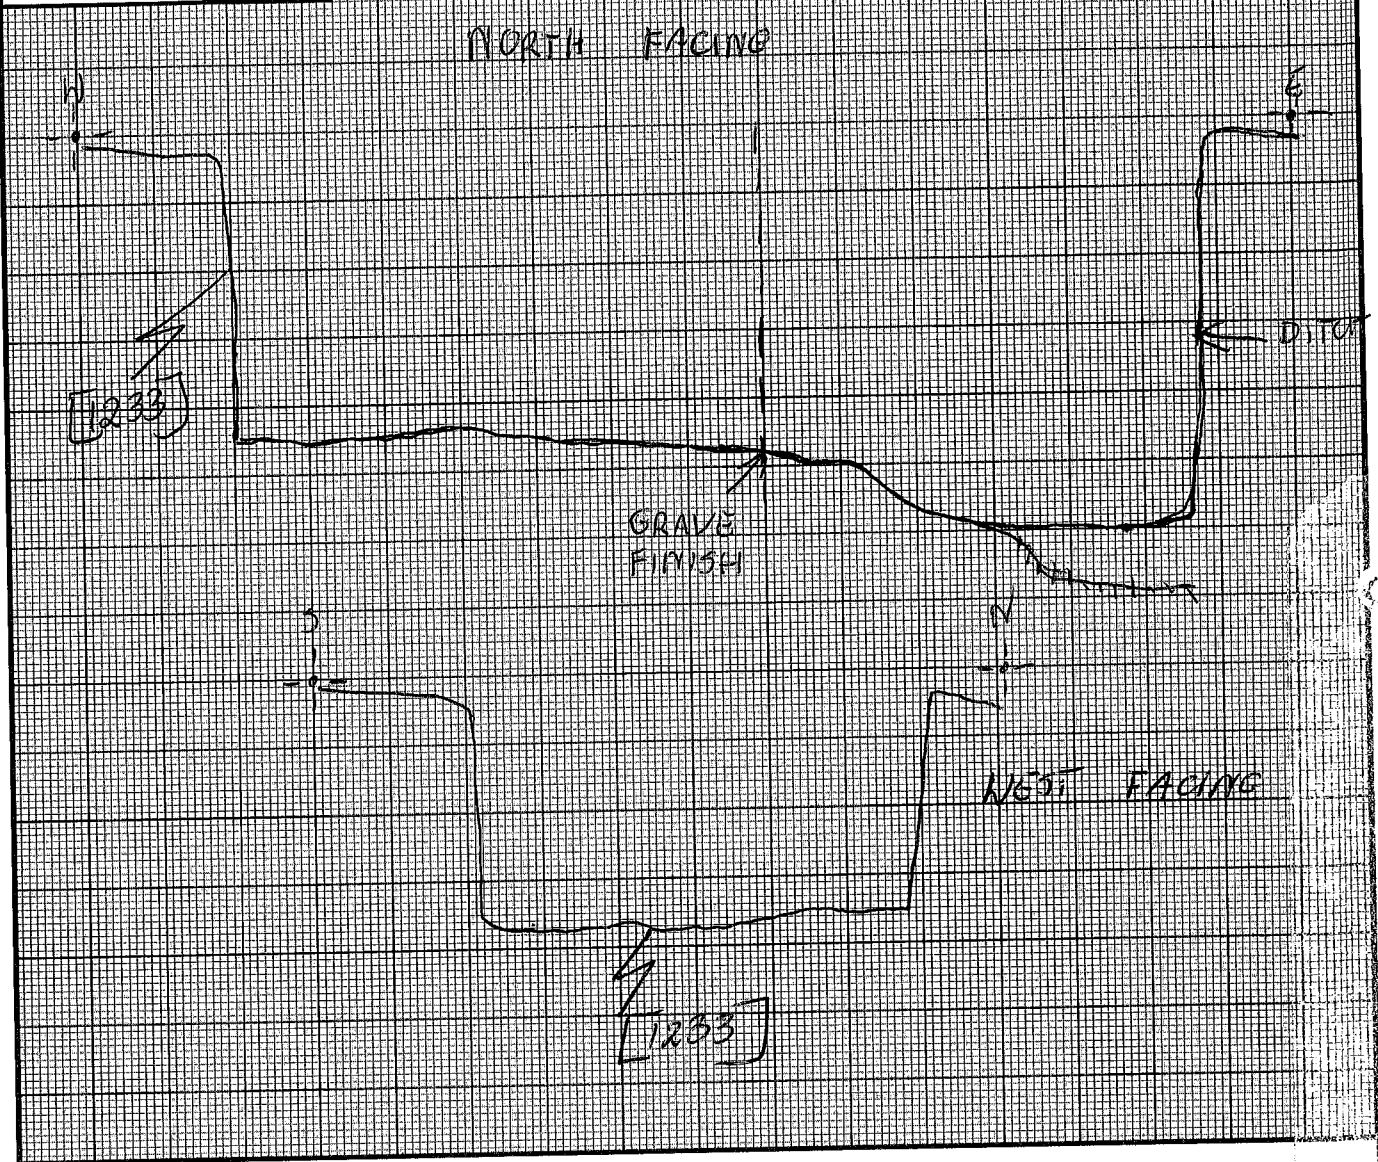 NORTH FACING
W
E
DITCH
[1233]
GRAVE
FINISH
S
N
WEST FACING
[1233]